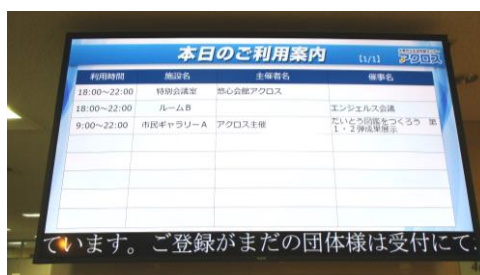 本日のご利用案内
[1/1]
アクロス
利用時間 施設名 主催者名 催事名
18:00~22:00 特別会議室 悠心会館アクロス
18:00~22:00 ルームB エンジェルス会議
9:00~22:00 市民ギャラリーA アクロス主催 だいとう図鑑をつくろう 第
1・2弾成果展示
ています。ご登録がまだの団体様は受付にて